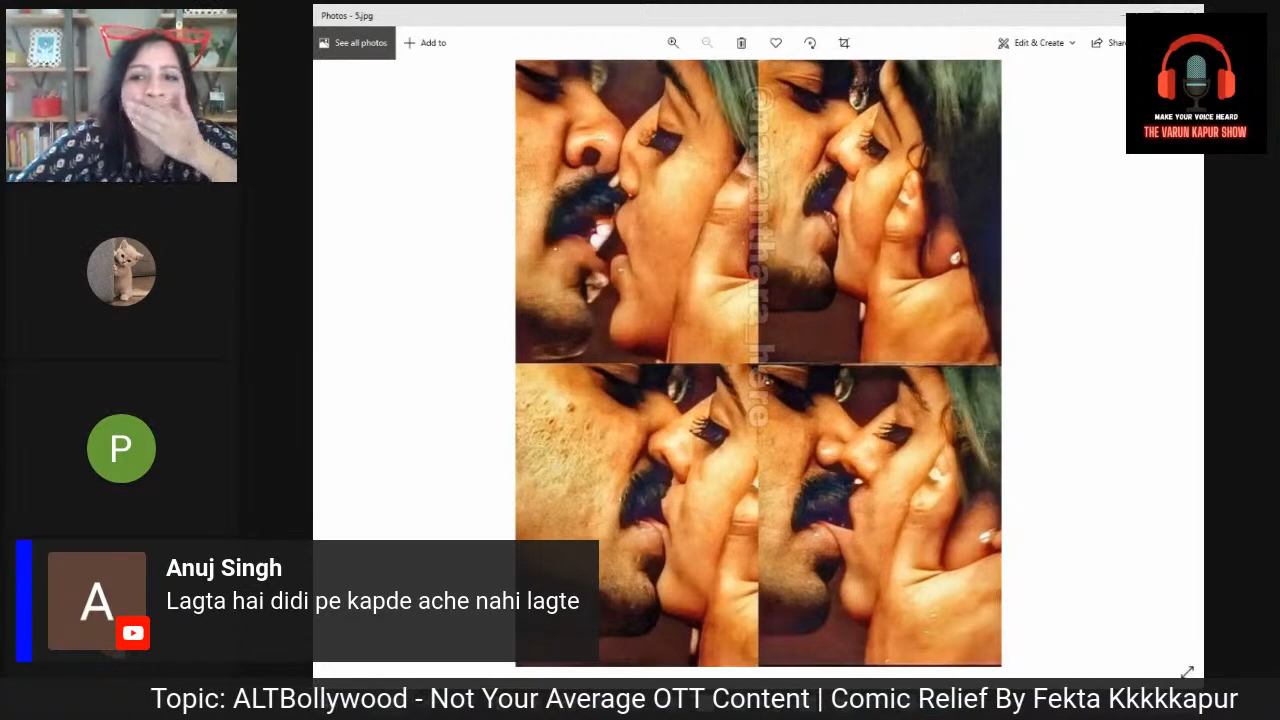 Photos - 5.jpg
See all photos
Add to
Edit & Create
Shar
MAKE YOUR VOICE HEARD
THE VARUN KAPUR SHOW
@nayanthara_here
P
A
Anuj Singh
Lagta hai didi pe kapde ache nahi lagte
Topic: ALTBollywood - Not Your Average OTT Content | Comic Relief By Fekta Kkkkkapur